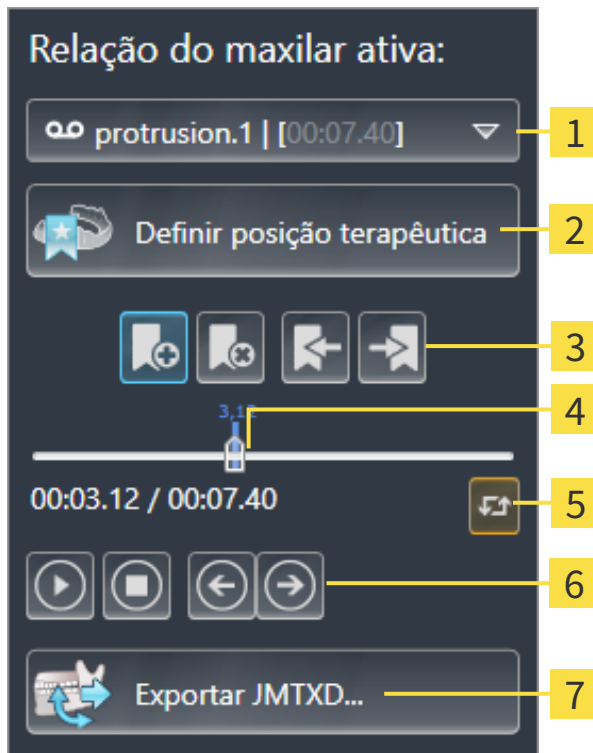 Relação do maxilar ativa:
protrusion.1 | [00:07.40]
1
Definir posição terapêutica
2
3
3,12
4
00:03.12 / 00:07.40
5
6
Exportar JMTXD...
7